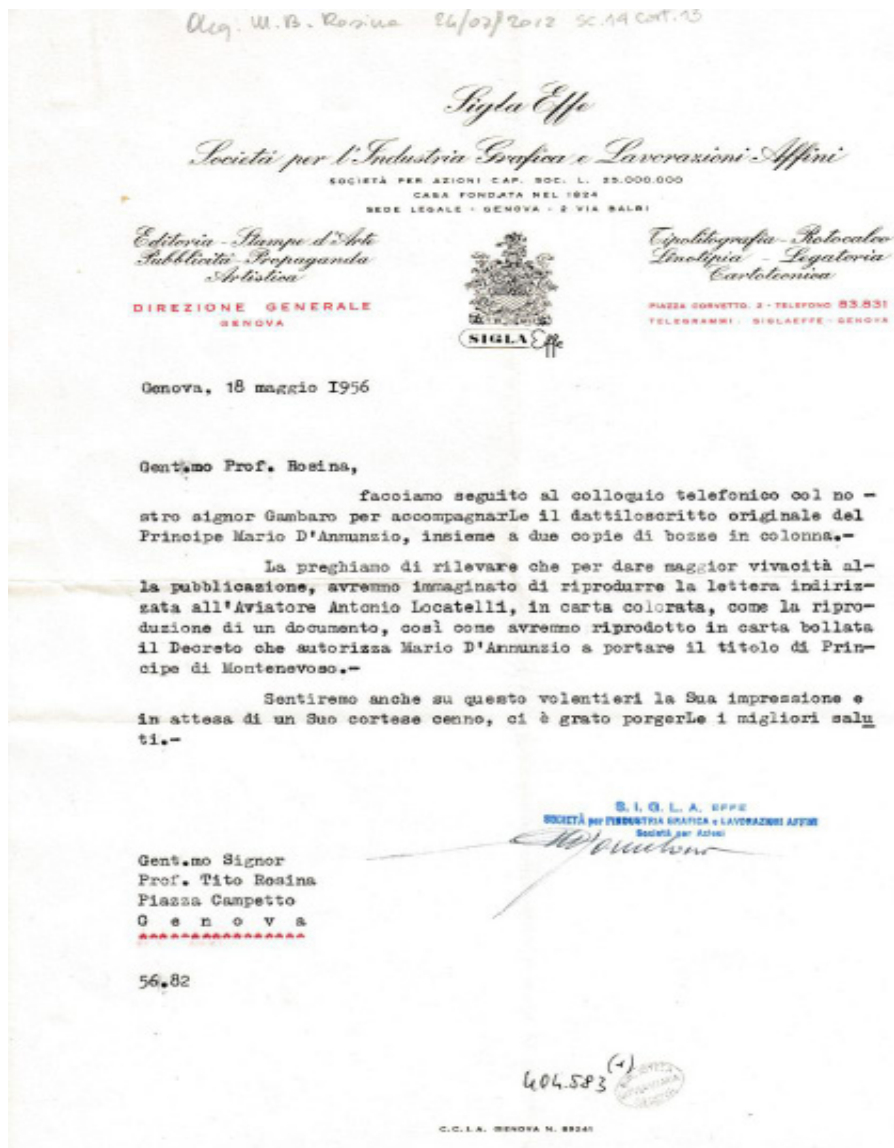 M. B. Rosina 26/07/2012 sc.14 cart.13
Sigla Effe
Società per l'Industria Grafica e Lavorazioni Affini
SOCIETÀ PER AZIONI CAP. SOC. L. 25.000.000
CASA FONDATA NEL 1824
SEDE LEGALE - GENOVA - 2 VIA BALBI
Editoria - Stampe d'Arte
Pubblicità - Propaganda
Artistica
DIREZIONE GENERALE
GENOVA
SIGLA Effe
Tipolitografia - Rotocalco
Linotipia - Legatoria
Cartotecnica
PIAZZA CORVETTO, 2 - TELEFONO 83.831
TELEGRAMMI: SIGLAEFFE - GENOVA
Genova, 18 maggio I956
Gent.mo Prof. Rosina,
facciamo seguito al colloquio telefonico col no -
stro signor Gambaro per accompagnarLe il dattiloscritto originale del
Principe Mario D'Annunzio, insieme a due copie di bozze in colonna.-
La preghiamo di rilevare che per dare maggior vivacità al-
la pubblicazione, avremmo immaginato di riprodurre la lettera indiriz-
zata all'Aviatore Antonio Locatelli, in carta colorata, come la ripro-
duzione di un documento, così come avremmo riprodotto in carta bollata
il Decreto che autorizza Mario D'Annunzio a portare il titolo di Prin-
cipe di Montenevoso.-
Sentiremo anche su questo volentieri la Sua impressione e
in attesa di un Suo cortese cenno, ci è grato porgerLe i migliori salu
ti.-
S. I. G. L. A. EFFE
SOCIETÀ per l'INDUSTRIA GRAFICA e LAVORAZIONI AFFINI
Società per Azioni
Gent.mo Signor
Prof. Tito Rosina
Piazza Campetto
G e n o v a
56.82
404.583
C.C.I.A. GENOVA N. 89241